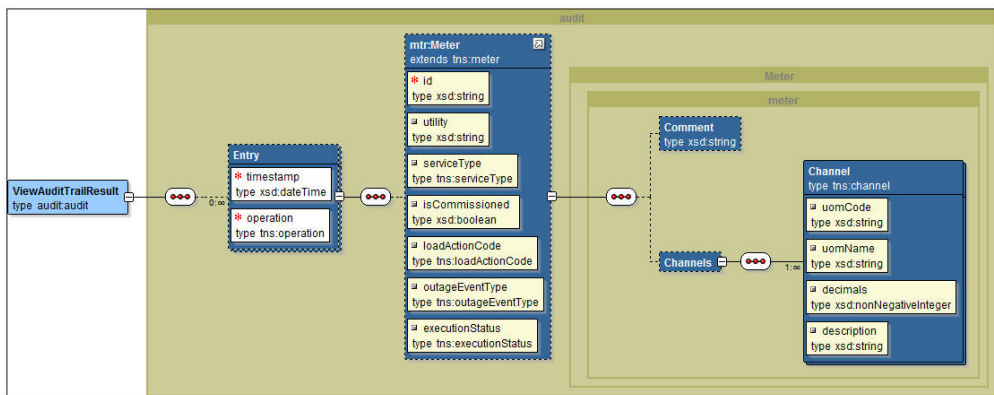 audit
mtr:Meter
extends tns:meter
* id
type xsd:string
utility
type xsd:string
serviceType
type tns:serviceType
isCommissioned
type xsd:boolean
loadActionCode
type tns:loadActionCode
outageEventType
type tns:outageEventType
executionStatus
type tns:executionStatus
Entry
* timestamp
type xsd:dateTime
* operation
type tns:operation
0:∞
ViewAuditTrailResult
type audit:audit
Meter
meter
Comment
type xsd:string
Channels
1:∞
Channel
type tns:channel
uomCode
type xsd:string
uomName
type xsd:string
decimals
type xsd:nonNegativeInteger
description
type xsd:string